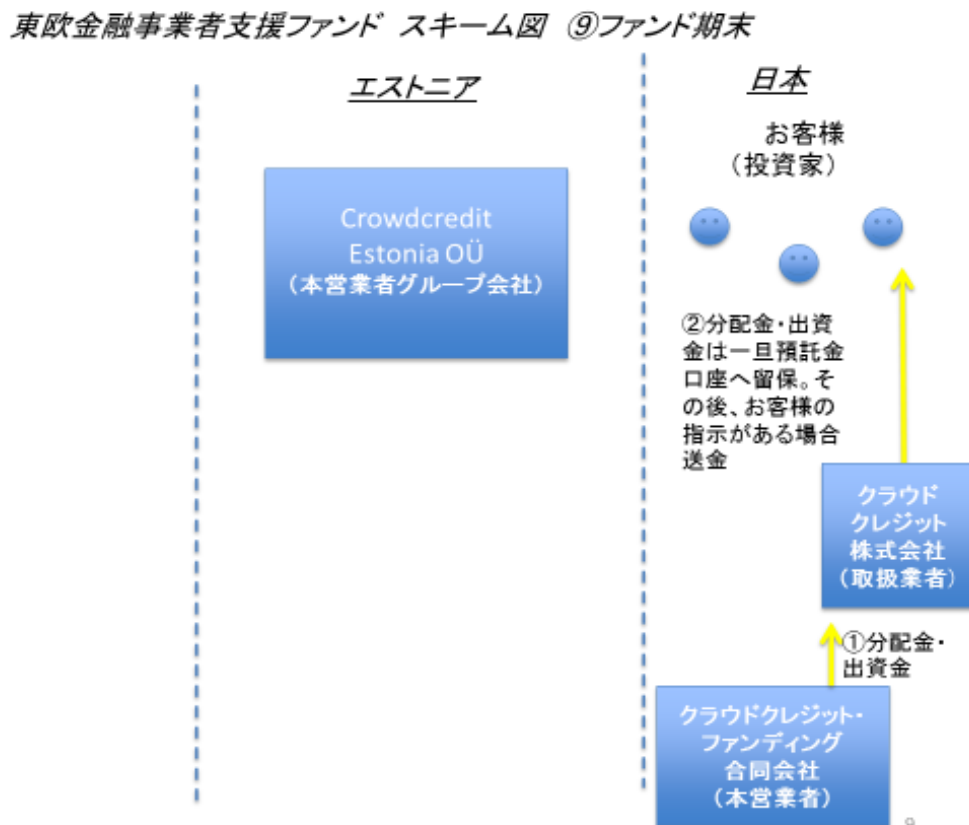 東欧金融事業者支援ファンド スキーム図 ⑨ファンド期末
エストニア
日本
お客様
（投資家）
Crowdcredit
Estonia OÜ
（本営業者グループ会社）
②分配金・出資
金は一旦預託金
口座へ留保。そ
の後、お客様の
指示がある場合
送金
クラウド
クレジット
株式会社
（取扱業者）
①分配金・
出資金
クラウドクレジット・
ファンディング
合同会社
（本営業者）